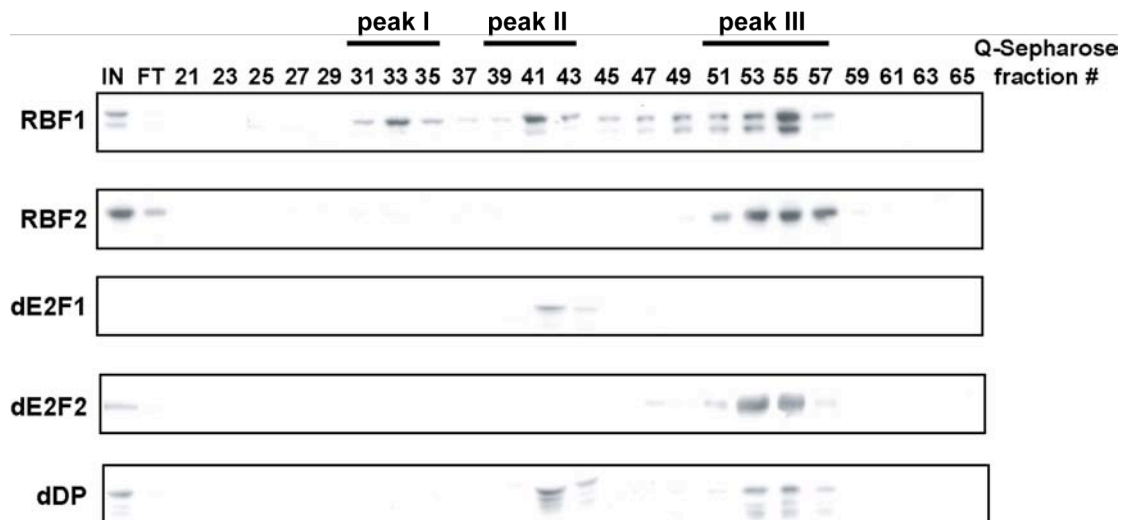 peak I peak II peak III
Q-Sepharose
IN FT 21 23 25 27 29 31 33 35 37 39 41 43 45 47 49 51 53 55 57 59 61 63 65 fraction #
RBF1
RBF2
dE2F1
dE2F2
dDP